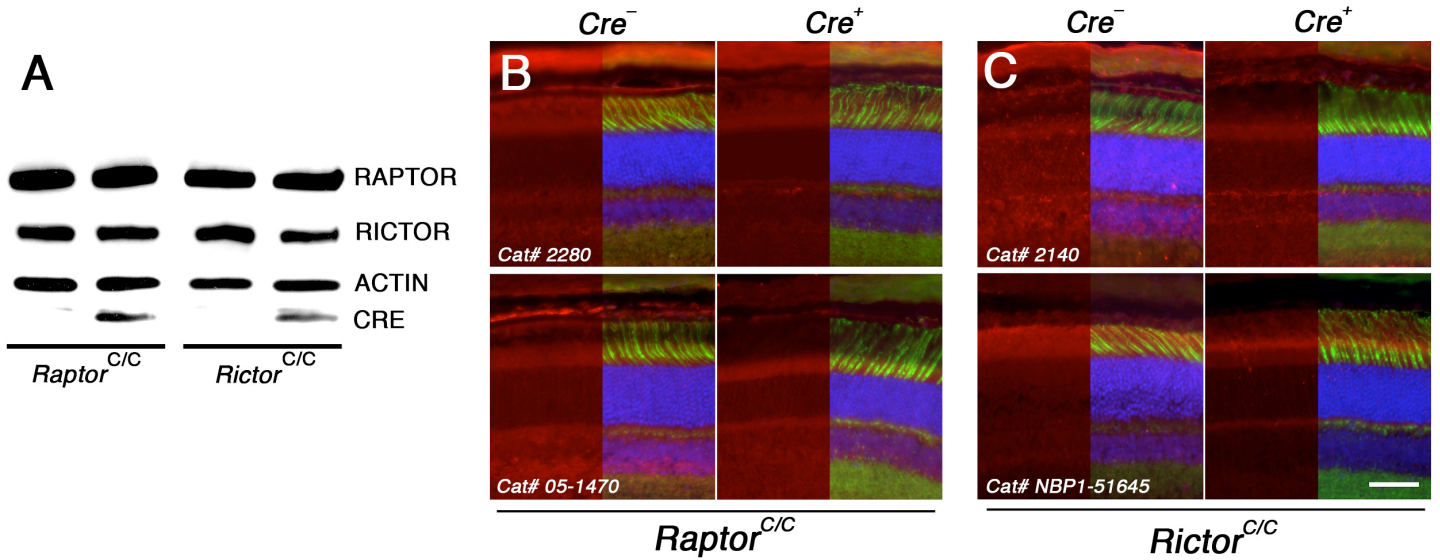 A
RAPTOR
RICTOR
ACTIN
CRE
Raptor C/C
Rictor C/C
Cre⁻ Cre⁺
B
Cat# 2280
Cat# 05-1470
Raptor C/C
Cre⁻ Cre⁺
C
Cat# 2140
Cat# NBP1-51645
Rictor C/C